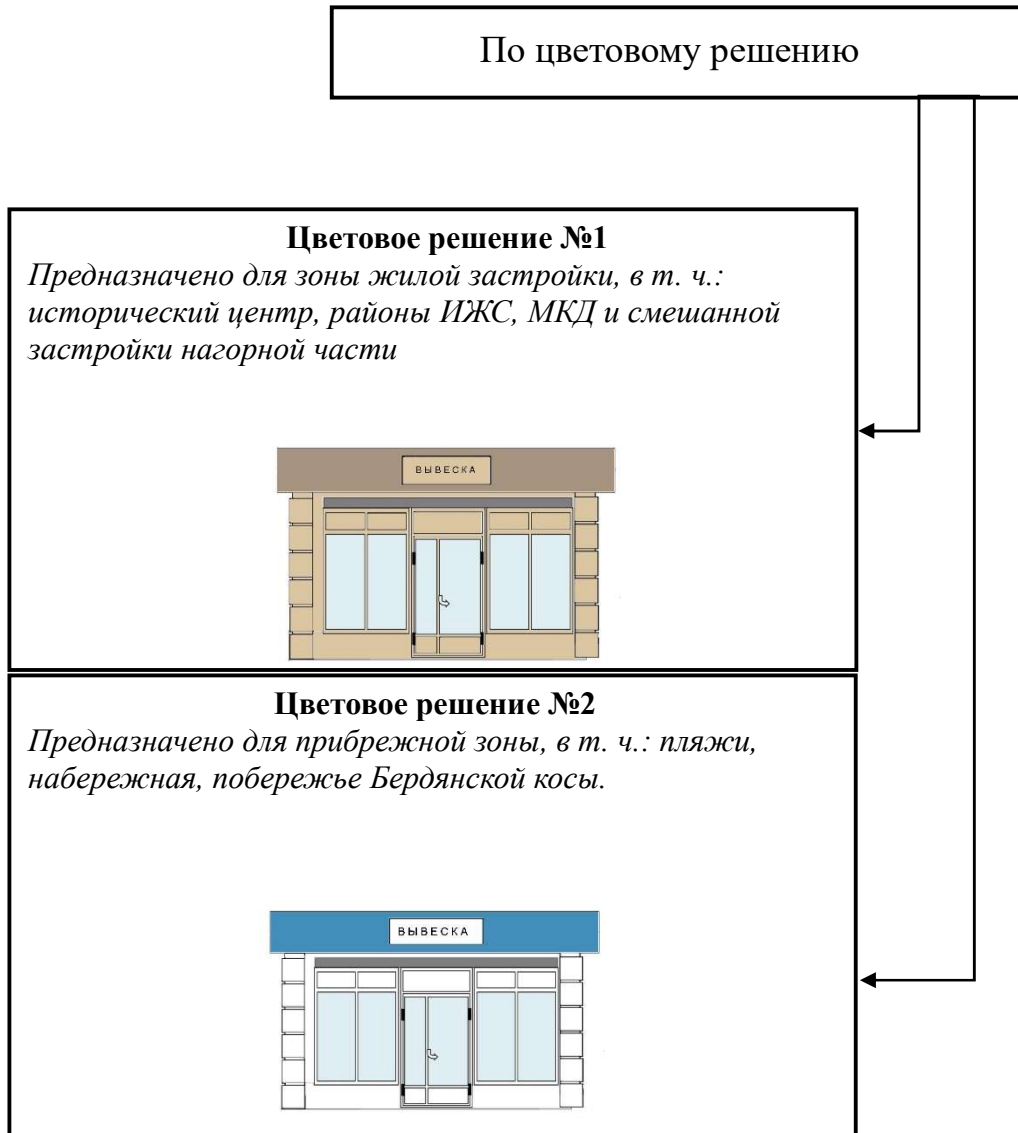 По цветовому решению
Цветовое решение №1
Предназначено для зоны жилой застройки, в т. ч.:
исторический центр, районы ИЖС, МКД и смешанной
застройки нагорной части
ВЫВЕСКА
Цветовое решение №2
Предназначено для прибрежной зоны, в т. ч.: пляжи,
набережная, побережье Бердянской косы.
ВЫВЕСКА